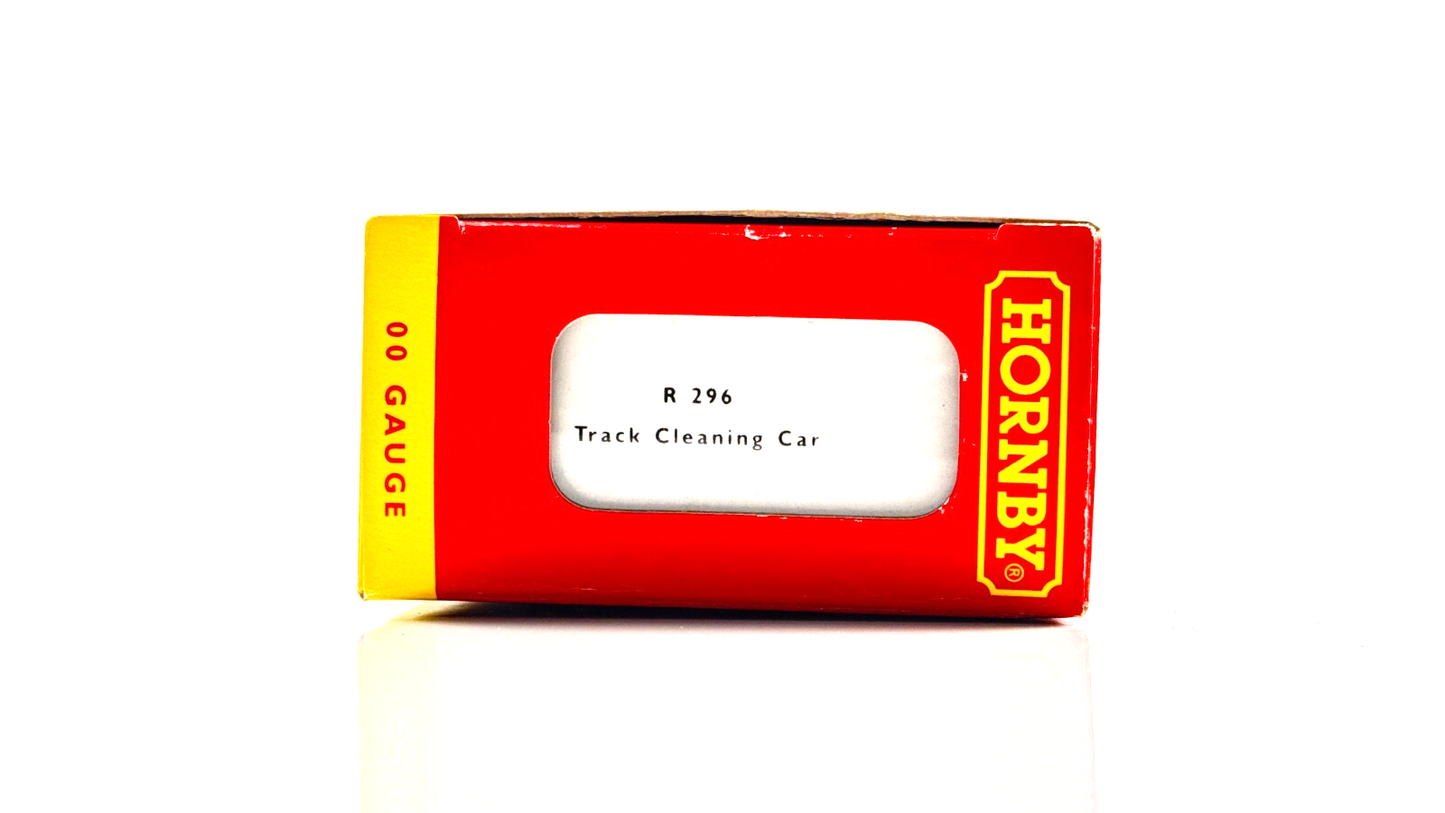 00 GAUGE
R 296
Track Cleaning Car
HORNBY®